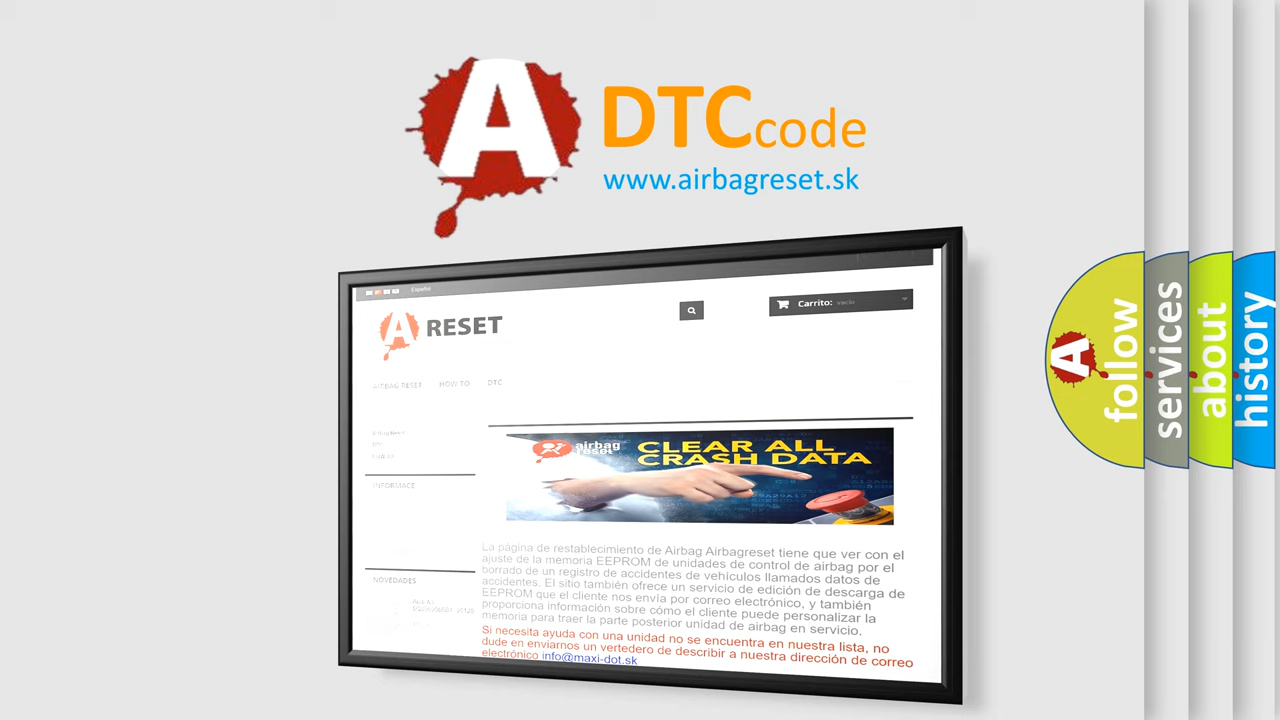 A
DTCcode
www.airbagreset.sk
Español
A RESET
Carrito: vacío
AIRBAG RESET HOW TO DTC
INFORMACE
airbag
reset
CLEAR ALL
CRASH DATA
La página de restablecimiento de Airbag Airbagreset tiene que ver con el
ajuste de la memoria EEPROM de unidades de control de airbag por el
borrado de un registro de accidentes de vehículos llamados datos de
accidentes. El sitio también ofrece un servicio de edición de descarga de
EEPROM que el cliente nos envía por correo electrónico, y también
proporciona información sobre cómo el cliente puede personalizar la
memoria para traer la parte posterior unidad de airbag en servicio.
Si necesita ayuda con una unidad no se encuentra en nuestra lista, no
dude en enviarnos un vertedero de describir a nuestra dirección de correo
electrónico info@maxi-dot.sk
NOVEDADES
A
follow
services
about
history